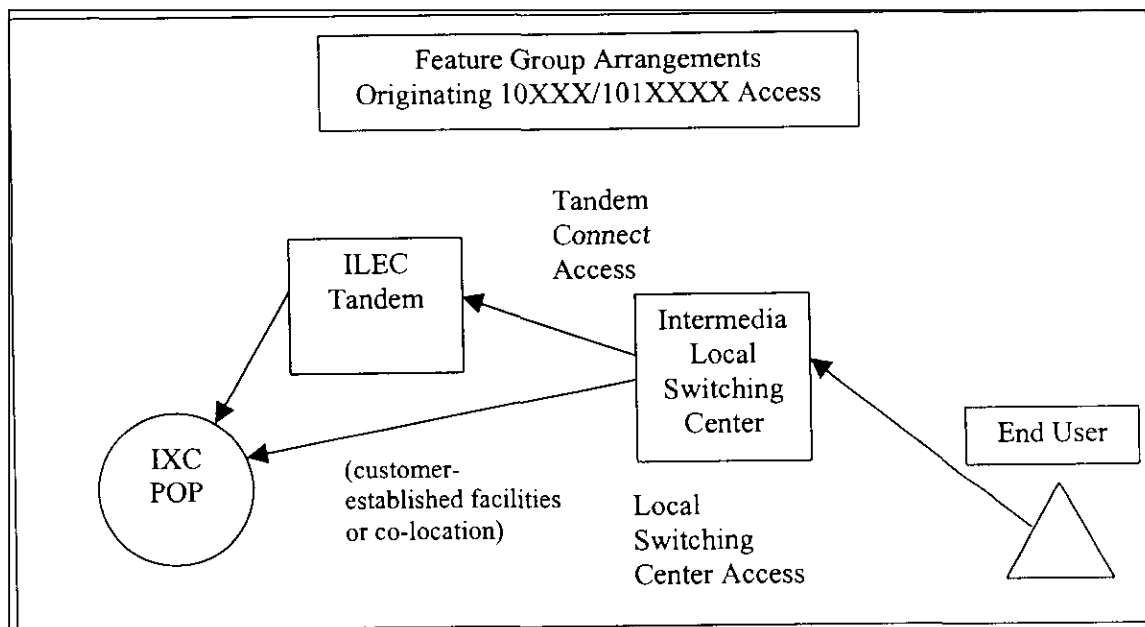 Feature Group Arrangements
Originating 10XXX/101XXXX Access
Tandem
Connect
Access
ILEC
Tandem
Intermedia
Local
Switching
Center
End User
IXC
POP
(customer-
established facilities
or co-location)
Local
Switching
Center Access